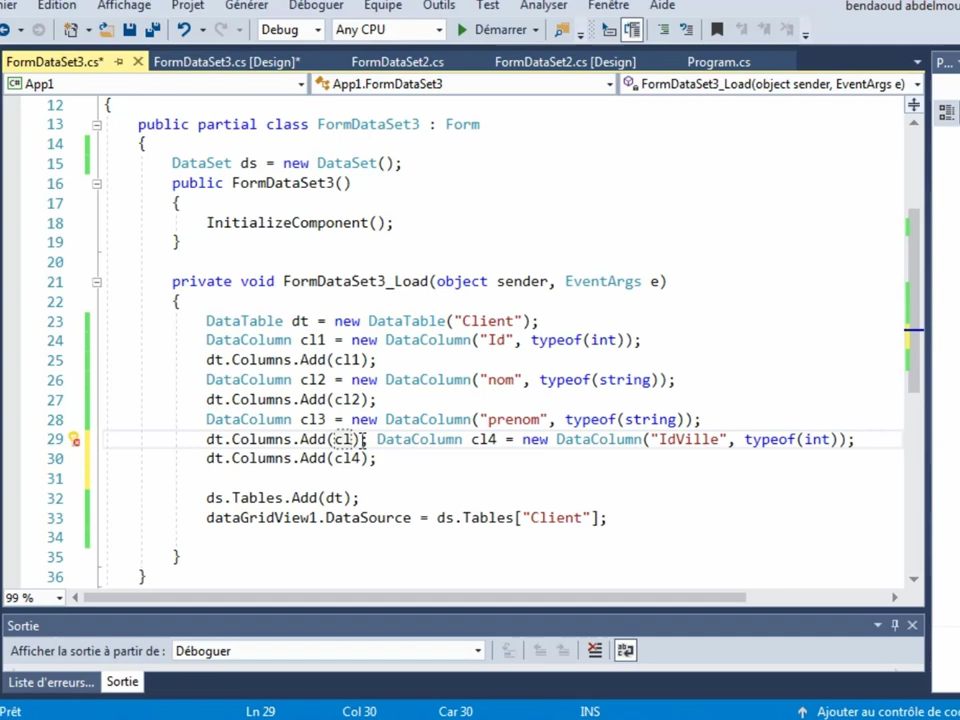 Edition Affichage Projet Générer Déboguer Equipe Outils Test Analyser Fenêtre Aide
Debug Any CPU Démarrer
FormDataSet3.cs* FormDataSet3.cs [Design]* FormDataSet2.cs FormDataSet2.cs [Design] Program.cs P...
App1 App1.FormDataSet3 FormDataSet3_Load(object sender, EventArgs e)
12 {
13 public partial class FormDataSet3 : Form
14 {
15 DataSet ds = new DataSet();
16 public FormDataSet3()
17 {
18 InitializeComponent();
19 }
20
21 private void FormDataSet3_Load(object sender, EventArgs e)
22 {
23 DataTable dt = new DataTable("Client");
24 DataColumn cl1 = new DataColumn("Id", typeof(int));
25 dt.Columns.Add(cl1);
26 DataColumn cl2 = new DataColumn("nom", typeof(string));
27 dt.Columns.Add(cl2);
28 DataColumn cl3 = new DataColumn("prenom", typeof(string));
29 dt.Columns.Add(cl); DataColumn cl4 = new DataColumn("IdVille", typeof(int));
30 dt.Columns.Add(cl4);
31
32 ds.Tables.Add(dt);
33 dataGridView1.DataSource = ds.Tables["Client"];
34
35 }
36 }
99 %
Sortie
Afficher la sortie à partir de : Déboguer
Liste d'erreurs... Sortie
Prêt Ln 29 Col 30 Car 30 INS Ajouter au contrôle de